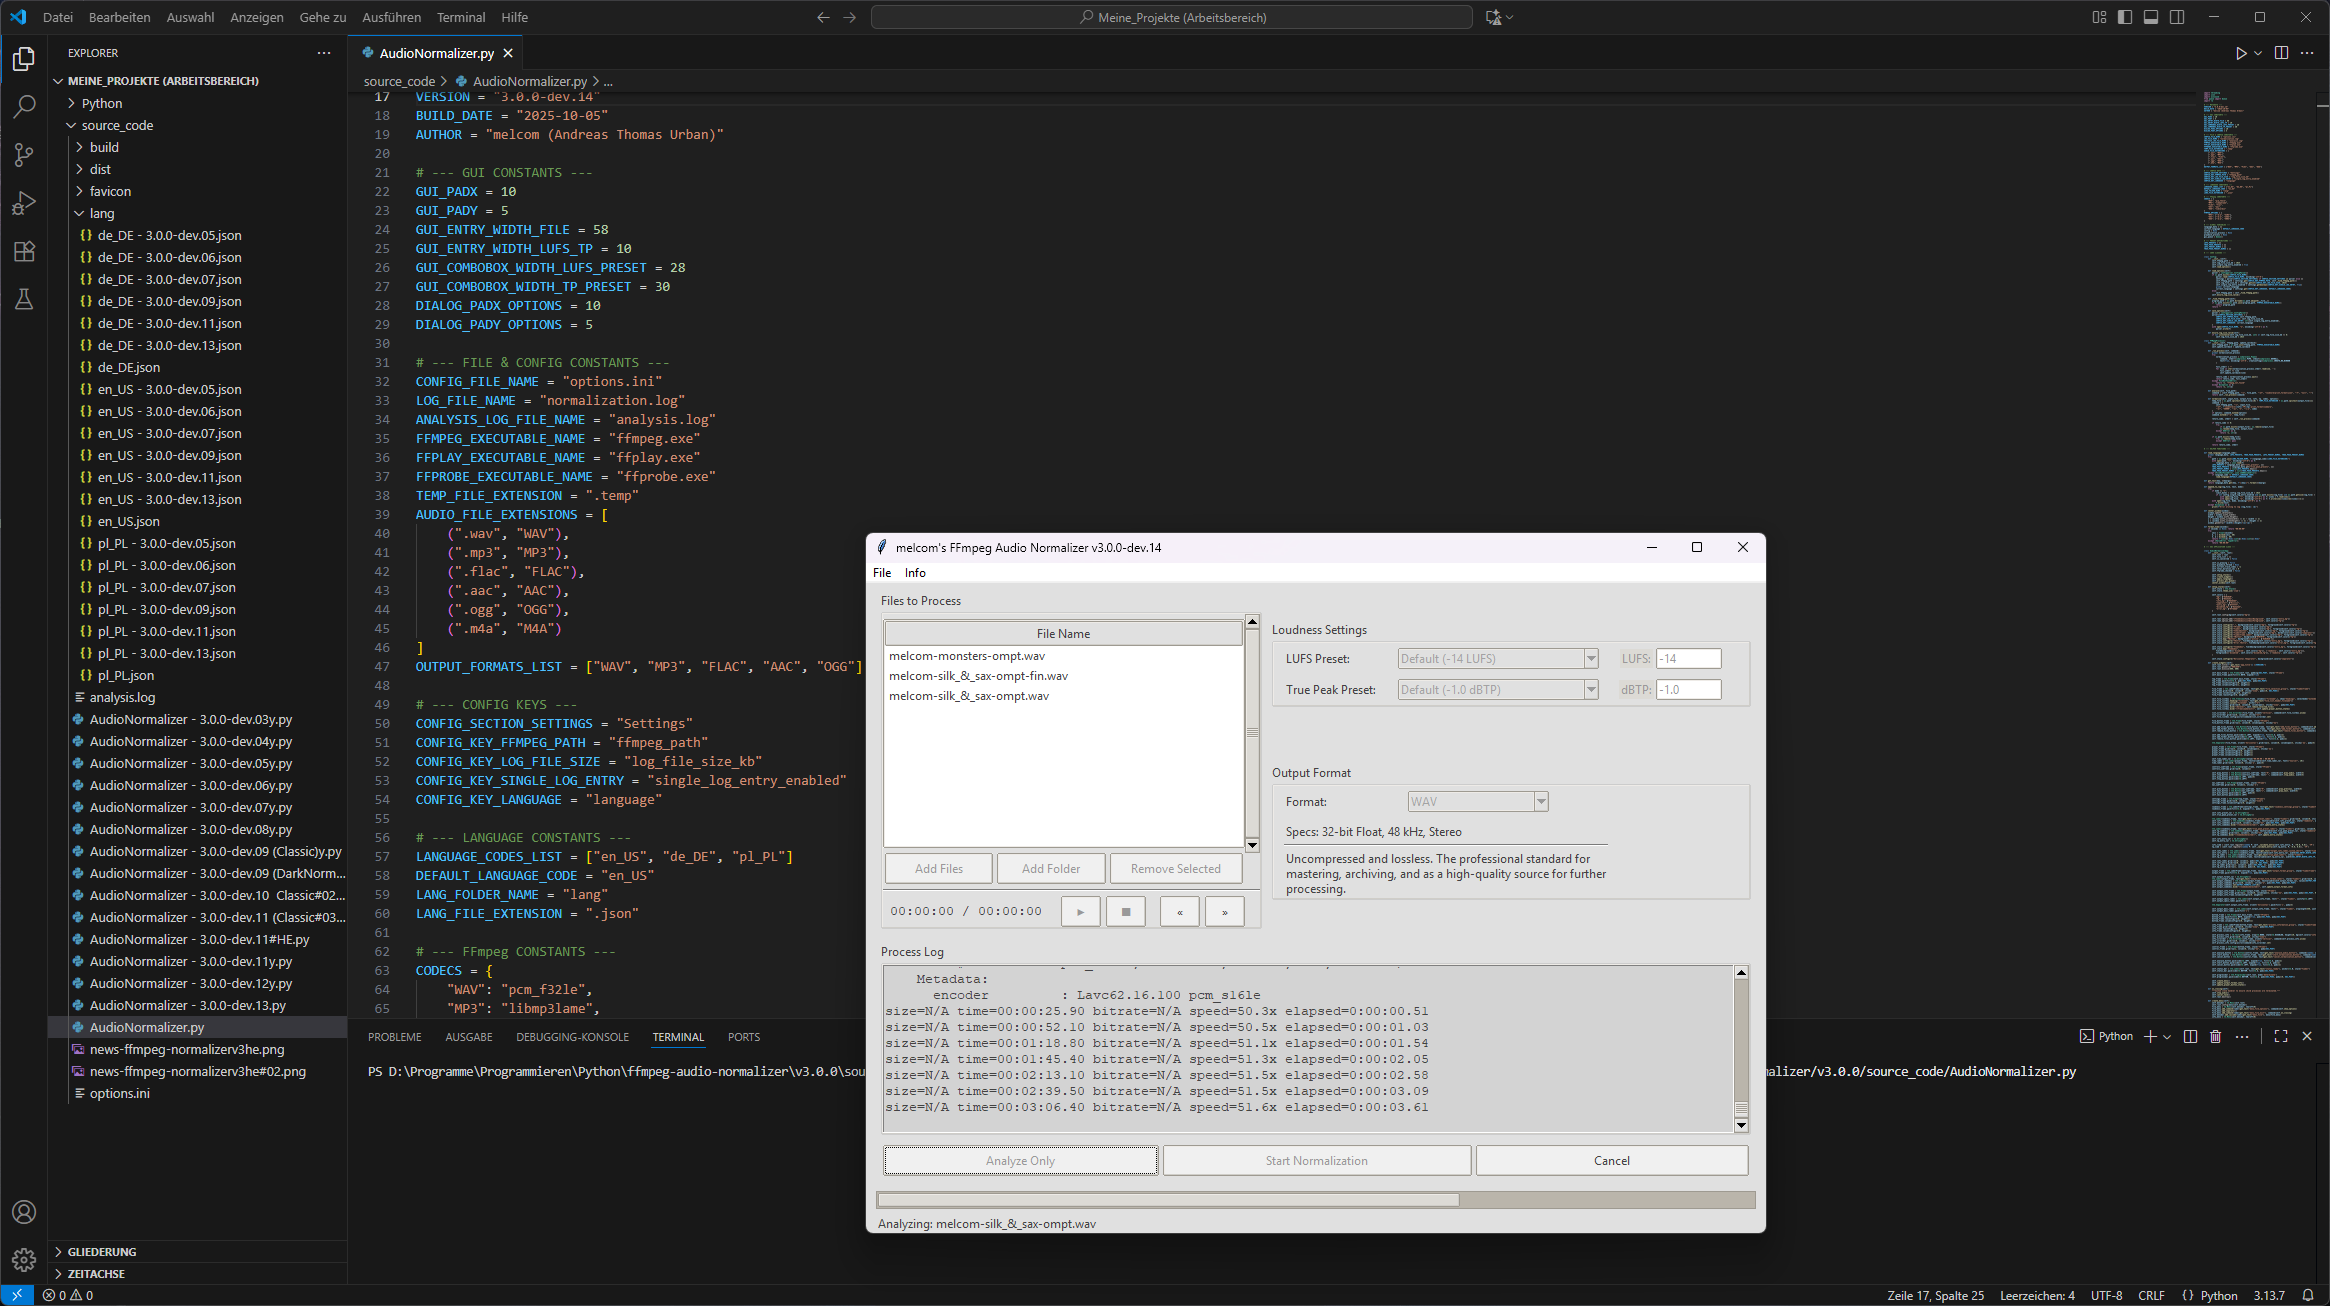 Datei Bearbeiten Auswahl Anzeigen Gehe zu Ausführen Terminal Hilfe
Meine_Projekte (Arbeitsbereich)
EXPLORER
MEINE_PROJEKTE (ARBEITSBEREICH)
Python
source_code
build
dist
favicon
lang
{} de_DE - 3.0.0-dev.05.json
{} de_DE - 3.0.0-dev.06.json
{} de_DE - 3.0.0-dev.07.json
{} de_DE - 3.0.0-dev.09.json
{} de_DE - 3.0.0-dev.11.json
{} de_DE - 3.0.0-dev.13.json
{} de_DE.json
{} en_US - 3.0.0-dev.05.json
{} en_US - 3.0.0-dev.06.json
{} en_US - 3.0.0-dev.07.json
{} en_US - 3.0.0-dev.09.json
{} en_US - 3.0.0-dev.11.json
{} en_US - 3.0.0-dev.13.json
{} en_US.json
{} pl_PL - 3.0.0-dev.05.json
{} pl_PL - 3.0.0-dev.06.json
{} pl_PL - 3.0.0-dev.07.json
{} pl_PL - 3.0.0-dev.09.json
{} pl_PL - 3.0.0-dev.11.json
{} pl_PL - 3.0.0-dev.13.json
{} pl_PL.json
analysis.log
AudioNormalizer - 3.0.0-dev.03y.py
AudioNormalizer - 3.0.0-dev.04y.py
AudioNormalizer - 3.0.0-dev.05y.py
AudioNormalizer - 3.0.0-dev.06y.py
AudioNormalizer - 3.0.0-dev.07y.py
AudioNormalizer - 3.0.0-dev.08y.py
AudioNormalizer - 3.0.0-dev.09 (Classic)y.py
AudioNormalizer - 3.0.0-dev.09 (DarkNorm...
AudioNormalizer - 3.0.0-dev.10 Classic#02...
AudioNormalizer - 3.0.0-dev.11 (Classic#03...
AudioNormalizer - 3.0.0-dev.11#HE.py
AudioNormalizer - 3.0.0-dev.11y.py
AudioNormalizer - 3.0.0-dev.12y.py
AudioNormalizer - 3.0.0-dev.13.py
AudioNormalizer.py
news-ffmpeg-normalizerv3he.png
news-ffmpeg-normalizerv3he#02.png
options.ini
GLIEDERUNG
ZEITACHSE
AudioNormalizer.py
source_code > AudioNormalizer.py > ...
17 VERSION = "3.0.0-dev.14"
18 BUILD_DATE = "2025-10-05"
19 AUTHOR = "melcom (Andreas Thomas Urban)"
20
21 # --- GUI CONSTANTS ---
22 GUI_PADX = 10
23 GUI_PADY = 5
24 GUI_ENTRY_WIDTH_FILE = 58
25 GUI_ENTRY_WIDTH_LUFS_TP = 10
26 GUI_COMBOBOX_WIDTH_LUFS_PRESET = 28
27 GUI_COMBOBOX_WIDTH_TP_PRESET = 30
28 DIALOG_PADX_OPTIONS = 10
29 DIALOG_PADY_OPTIONS = 5
30
31 # --- FILE & CONFIG CONSTANTS ---
32 CONFIG_FILE_NAME = "options.ini"
33 LOG_FILE_NAME = "normalization.log"
34 ANALYSIS_LOG_FILE_NAME = "analysis.log"
35 FFMPEG_EXECUTABLE_NAME = "ffmpeg.exe"
36 FFPLAY_EXECUTABLE_NAME = "ffplay.exe"
37 FFPROBE_EXECUTABLE_NAME = "ffprobe.exe"
38 TEMP_FILE_EXTENSION = ".temp"
39 AUDIO_FILE_EXTENSIONS = [
40 (".wav", "WAV"),
41 (".mp3", "MP3"),
42 (".flac", "FLAC"),
43 (".aac", "AAC"),
44 (".ogg", "OGG"),
45 (".m4a", "M4A")
46 ]
47 OUTPUT_FORMATS_LIST = ["WAV", "MP3", "FLAC", "AAC", "OGG"]
48
49 # --- CONFIG KEYS ---
50 CONFIG_SECTION_SETTINGS = "Settings"
51 CONFIG_KEY_FFMPEG_PATH = "ffmpeg_path"
52 CONFIG_KEY_LOG_FILE_SIZE = "log_file_size_kb"
53 CONFIG_KEY_SINGLE_LOG_ENTRY = "single_log_entry_enabled"
54 CONFIG_KEY_LANGUAGE = "language"
55
56 # --- LANGUAGE CONSTANTS ---
57 LANGUAGE_CODES_LIST = ["en_US", "de_DE", "pl_PL"]
58 DEFAULT_LANGUAGE_CODE = "en_US"
59 LANG_FOLDER_NAME = "lang"
60 LANG_FILE_EXTENSION = ".json"
61
62 # --- FFmpeg CONSTANTS ---
63 CODECS = {
64 "WAV": "pcm_f32le",
65 "MP3": "libmp3lame",
PROBLEME AUSGABE DEBUGGING-KONSOLE TERMINAL PORTS
Python
PS D:\Programme\Programmieren\Python\ffmpeg-audio-normalizer\v3.0.0\sou
malizer/v3.0.0/source_code/AudioNormalizer.py
melcom's FFmpeg Audio Normalizer v3.0.0-dev.14
File Info
Files to Process
File Name
melcom-monsters-ompt.wav
melcom-silk_&_sax-ompt-fin.wav
melcom-silk_&_sax-ompt.wav
Add Files Add Folder Remove Selected
00:00:00 / 00:00:00
Loudness Settings
LUFS Preset: Default (-14 LUFS) LUFS: -14
True Peak Preset: Default (-1.0 dBTP) dBTP: -1.0
Output Format
Format: WAV
Specs: 32-bit Float, 48 kHz, Stereo
Uncompressed and lossless. The professional standard for
mastering, archiving, and as a high-quality source for further
processing.
Process Log
Metadata:
encoder : Lavc62.16.100 pcm_s16le
size=N/A time=00:00:25.90 bitrate=N/A speed=50.3x elapsed=0:00:00.51
size=N/A time=00:00:52.10 bitrate=N/A speed=50.5x elapsed=0:00:01.03
size=N/A time=00:01:18.80 bitrate=N/A speed=51.1x elapsed=0:00:01.54
size=N/A time=00:01:45.40 bitrate=N/A speed=51.3x elapsed=0:00:02.05
size=N/A time=00:02:13.10 bitrate=N/A speed=51.5x elapsed=0:00:02.58
size=N/A time=00:02:39.50 bitrate=N/A speed=51.5x elapsed=0:00:03.09
size=N/A time=00:03:06.40 bitrate=N/A speed=51.6x elapsed=0:00:03.61
Analyze Only Start Normalization Cancel
Analyzing: melcom-silk_&_sax-ompt.wav
0 0
Zeile 17, Spalte 25 Leerzeichen: 4 UTF-8 CRLF {} Python 3.13.7